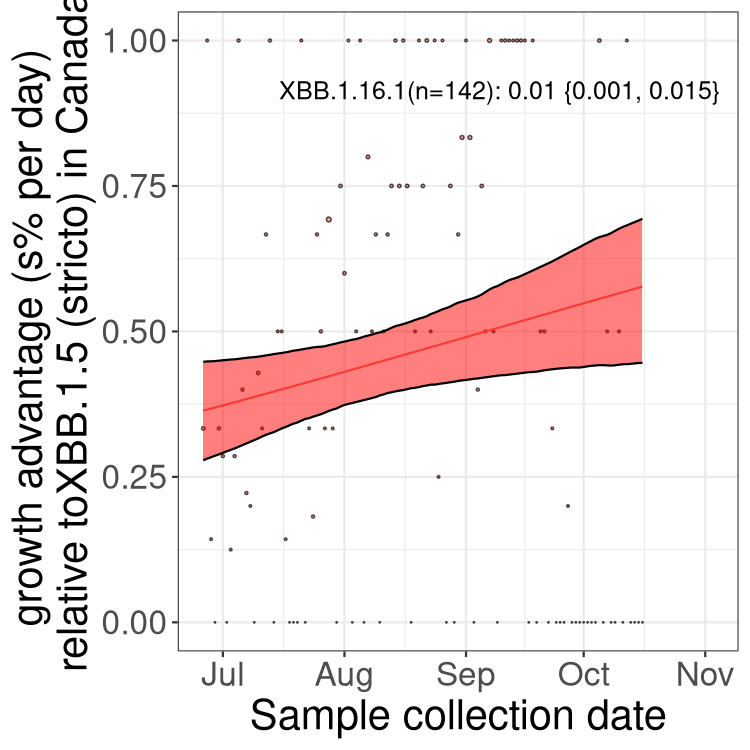 growth advantage (s% per day)
relative toXBB.1.5 (stricto) in Canada
1.00
0.75
0.50
0.25
0.00
XBB.1.16.1(n=142): 0.01 {0.001, 0.015}
Jul Aug Sep Oct Nov
Sample collection date